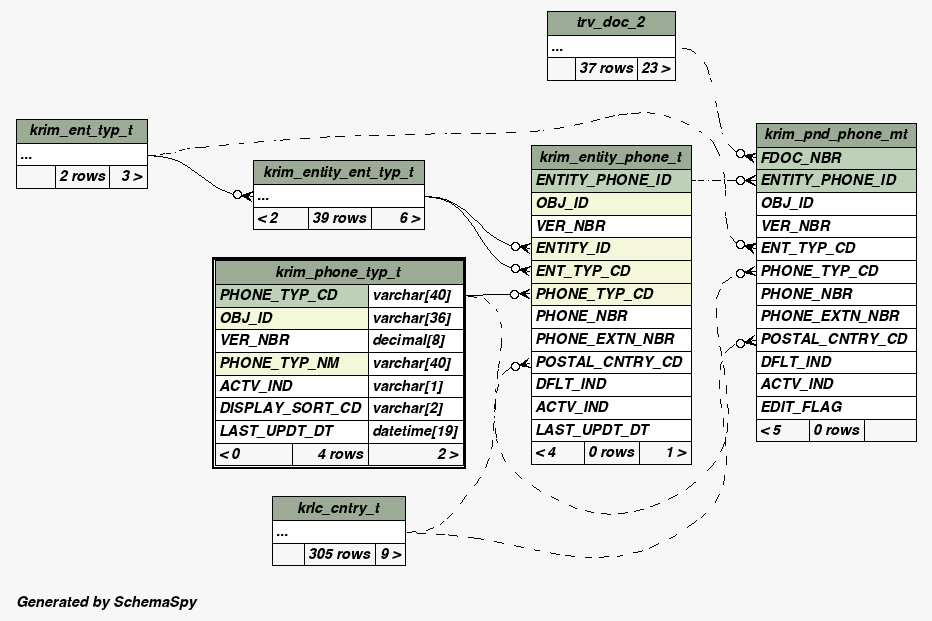 trv_doc_2
...
37 rows 23 >
krim_ent_typ_t
...
2 rows 3 >
krim_entity_ent_typ_t
...
< 2 39 rows 6 >
krim_phone_typ_t
PHONE_TYP_CD varchar[40]
OBJ_ID varchar[36]
VER_NBR decimal[8]
PHONE_TYP_NM varchar[40]
ACTV_IND varchar[1]
DISPLAY_SORT_CD varchar[2]
LAST_UPDT_DT datetime[19]
< 0 4 rows 2 >
krlc_cntry_t
...
305 rows 9 >
krim_entity_phone_t
ENTITY_PHONE_ID
OBJ_ID
VER_NBR
ENTITY_ID
ENT_TYP_CD
PHONE_TYP_CD
PHONE_NBR
PHONE_EXTN_NBR
POSTAL_CNTRY_CD
DFLT_IND
ACTV_IND
LAST_UPDT_DT
< 4 0 rows 1 >
krim_pnd_phone_mt
FDOC_NBR
ENTITY_PHONE_ID
OBJ_ID
VER_NBR
ENT_TYP_CD
PHONE_TYP_CD
PHONE_NBR
PHONE_EXTN_NBR
POSTAL_CNTRY_CD
DFLT_IND
ACTV_IND
EDIT_FLAG
< 5 0 rows
Generated by SchemaSpy